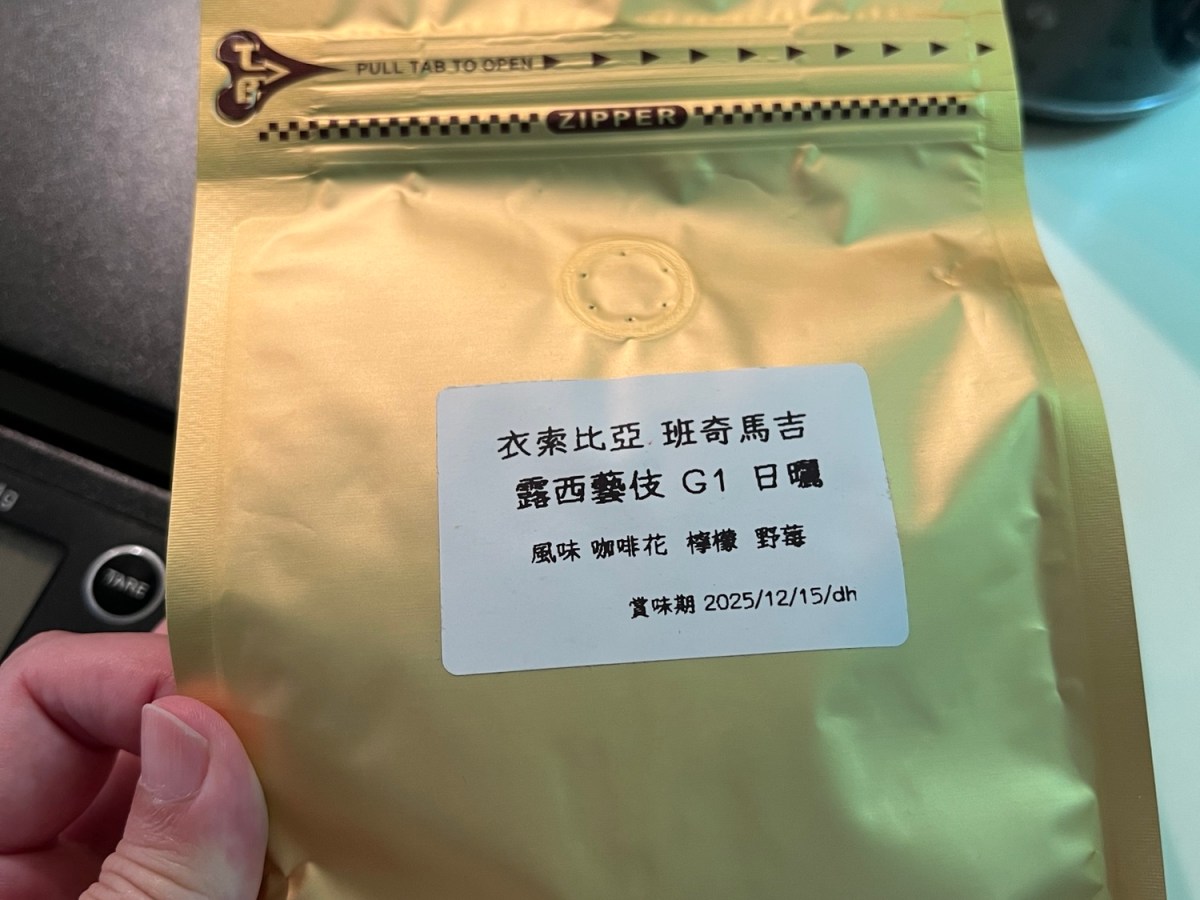 TE
PULL TAB TO OPEN
ZIPPER
衣索比亞 班奇馬吉
露西藝伎 G1 日曬
風味 咖啡花 檸檬 野莓
賞味期 2025/12/15/dh
TARE